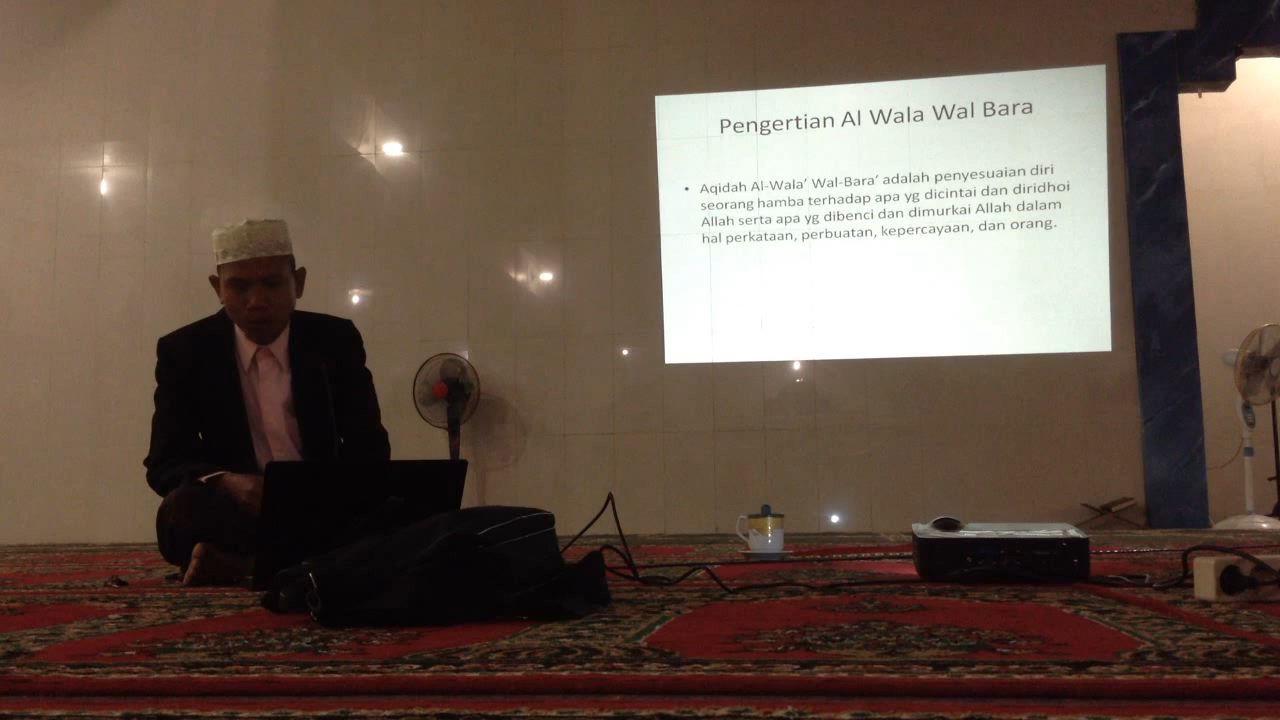 Pengertian Al Wala Wal Bara
• Aqidah Al-Wala’ Wal-Bara’ adalah penyesuaian diri
seorang hamba terhadap apa yg dicintai dan diridhoi
Allah serta apa yg dibenci dan dimurkai Allah dalam
hal perkataan, perbuatan, kepercayaan, dan orang.